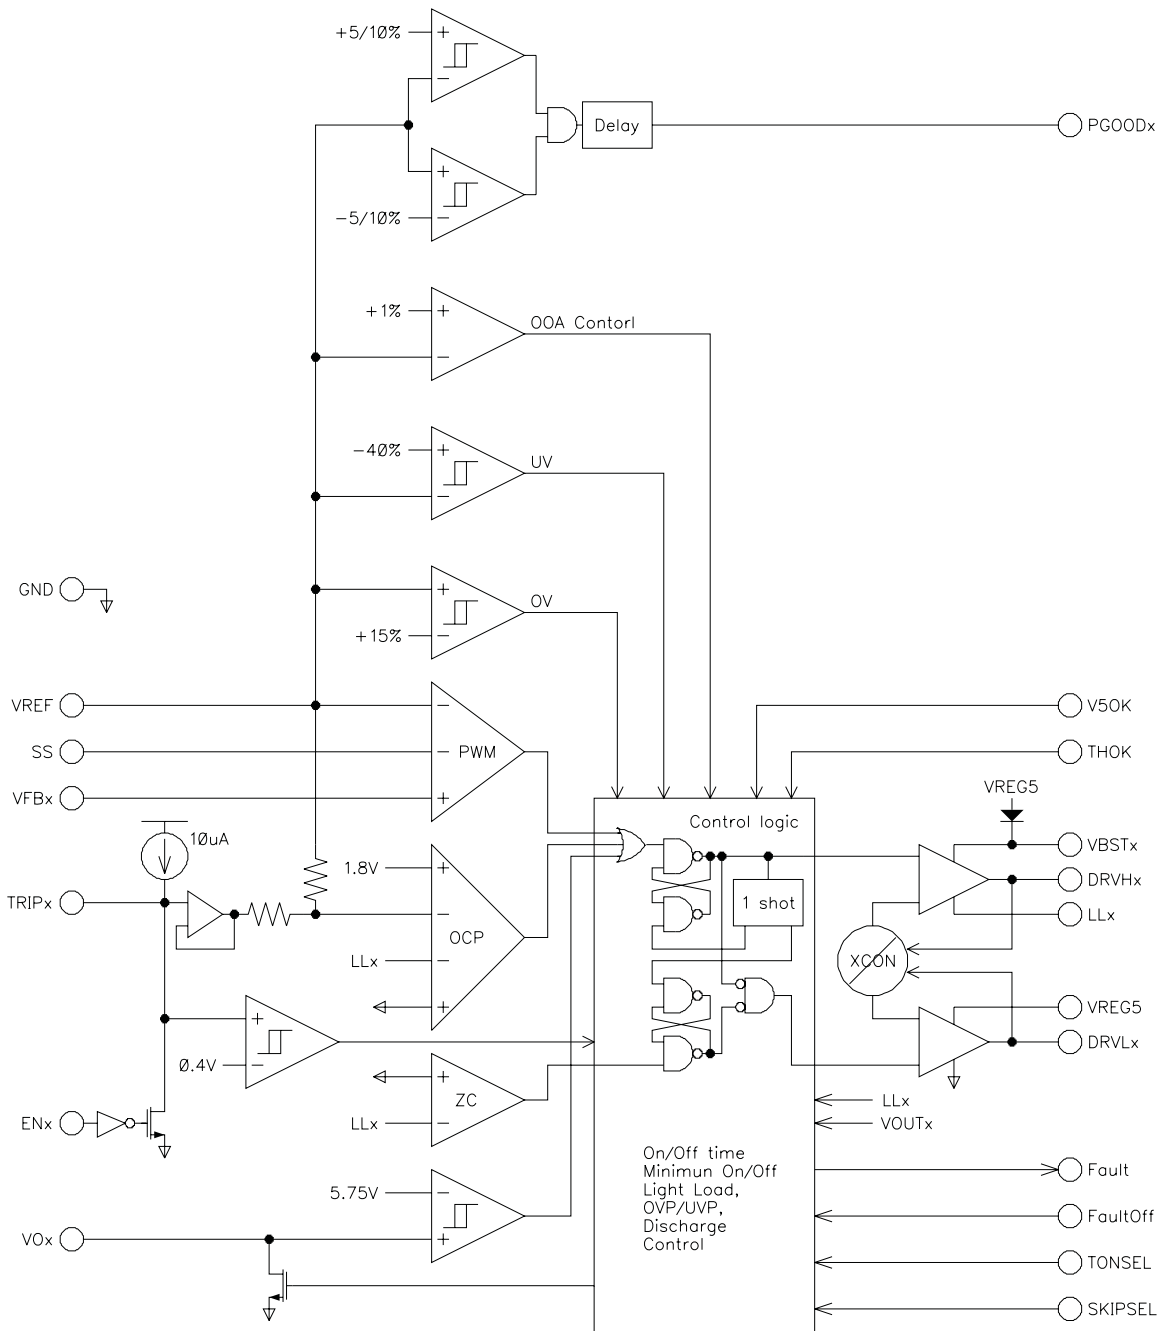 +5/10%
+
−
Delay
PGOODx
+
−5/10%
−
+1%
+
OOA Contorl
−
−40%
+
UV
−
GND
+
OV
+15%
−
VREF
−
V5OK
SS
−
PWM
THOK
VFBx
+
VREG5
Control logic
10uA
1.8V
+
VBSTx
TRIPx
−
1 shot
DRVHx
LLx
OCP
LLx
−
XCON
+
VREG5
+
0.4V
−
DRVLx
+
ZC
LLx
ENx
LLx
−
VOUTx
On/Off time
Minimun On/Off
Light Load,
OVP/UVP,
Discharge
Control
Fault
5.75V
−
FaultOff
VOx
+
TONSEL
SKIPSEL